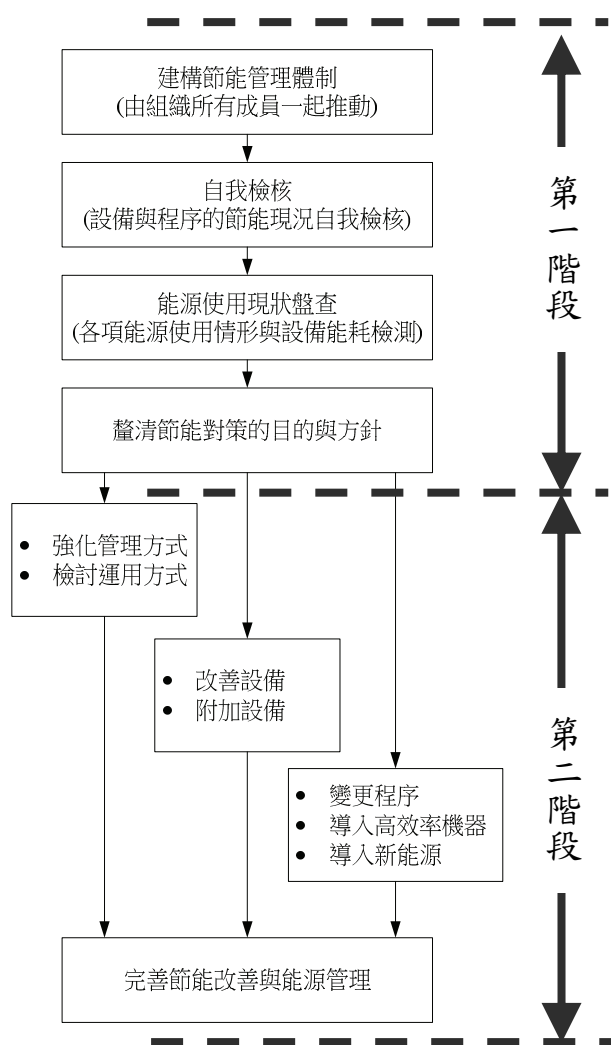 建構節能管理體制
(由組織所有成員一起推動)
自我檢核
(設備與程序的節能現況自我檢核)
能源使用現狀盤查
(各項能源使用情形與設備能耗檢測)
釐清節能對策的目的與方針
第一階段
• 強化管理方式
• 檢討運用方式
• 改善設備
• 附加設備
• 變更程序
• 導入高效率機器
• 導入新能源
第二階段
完善節能改善與能源管理